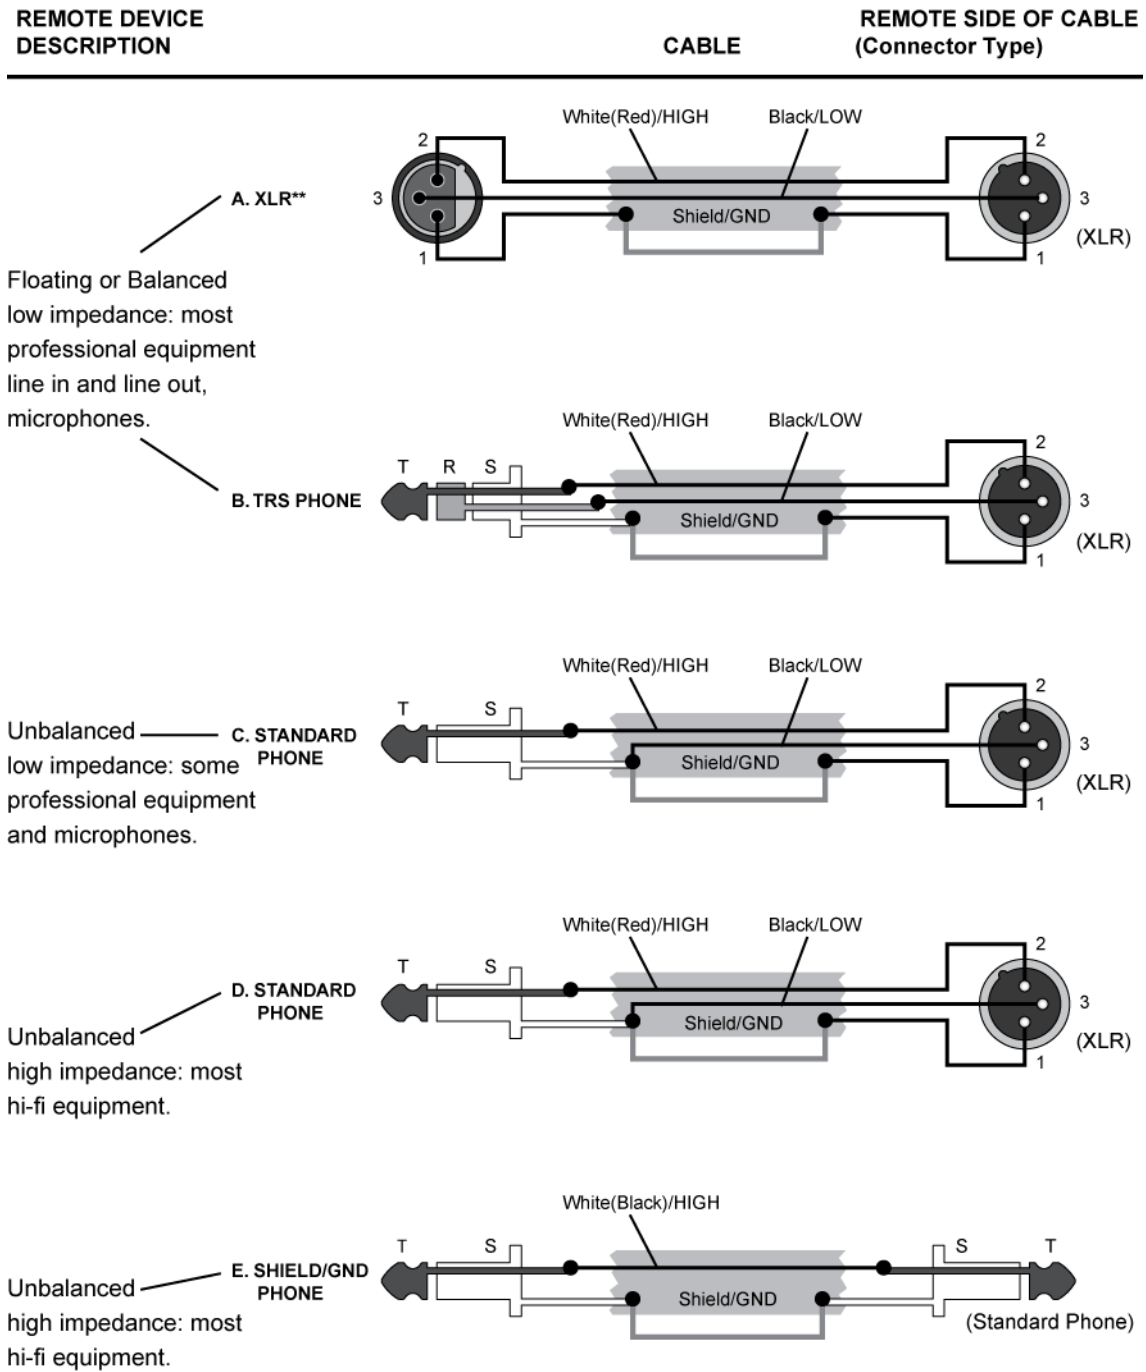 REMOTE DEVICE
DESCRIPTION
CABLE
REMOTE SIDE OF CABLE
(Connector Type)
White(Red)/HIGH
Black/LOW
2
2
A. XLR**
3
Shield/GND
3
(XLR)
1
1
Floating or Balanced
low impedance: most
professional equipment
line in and line out,
microphones.
White(Red)/HIGH
Black/LOW
2
T R S
B. TRS PHONE
Shield/GND
3
(XLR)
1
White(Red)/HIGH
Black/LOW
2
T S
Unbalanced
low impedance: some
professional equipment
and microphones.
C. STANDARD
PHONE
Shield/GND
3
(XLR)
1
White(Red)/HIGH
Black/LOW
2
T S
D. STANDARD
PHONE
Shield/GND
3
(XLR)
1
Unbalanced
high impedance: most
hi-fi equipment.
White(Black)/HIGH
T S
S T
E. SHIELD/GND
PHONE
Shield/GND
(Standard Phone)
Unbalanced
high impedance: most
hi-fi equipment.